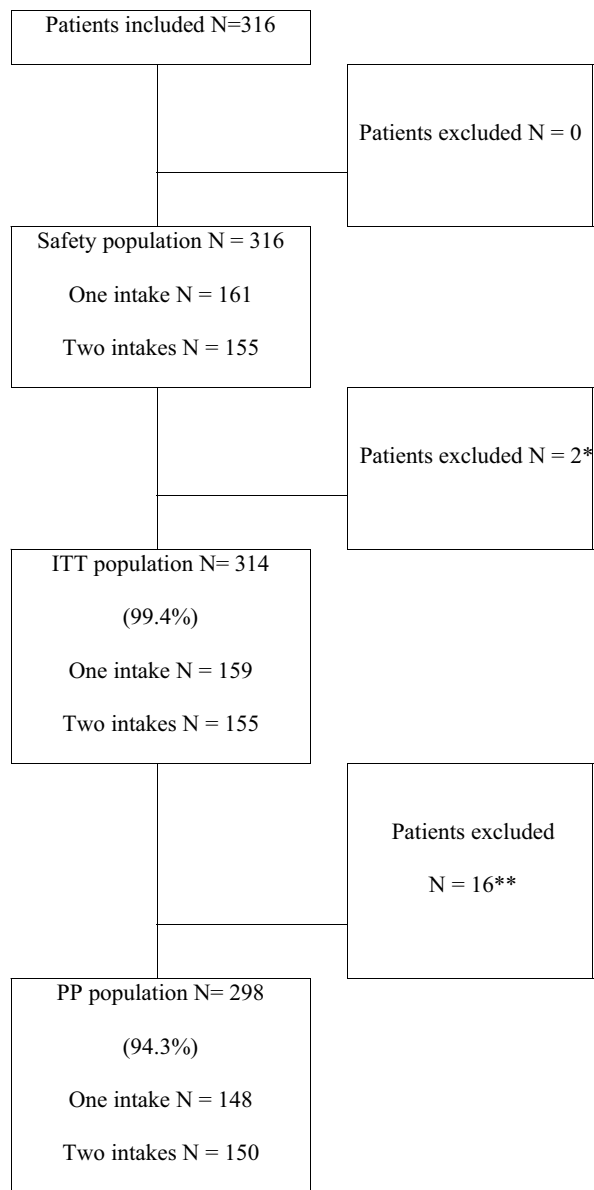 Patients included N=316
Patients excluded N = 0
Safety population N = 316
One intake N = 161
Two intakes N = 155
Patients excluded N = 2*
ITT population N= 314
(99.4%)
One intake N = 159
Two intakes N = 155
Patients excluded
N = 16**
PP population N= 298
(94.3%)
One intake N = 148
Two intakes N = 150